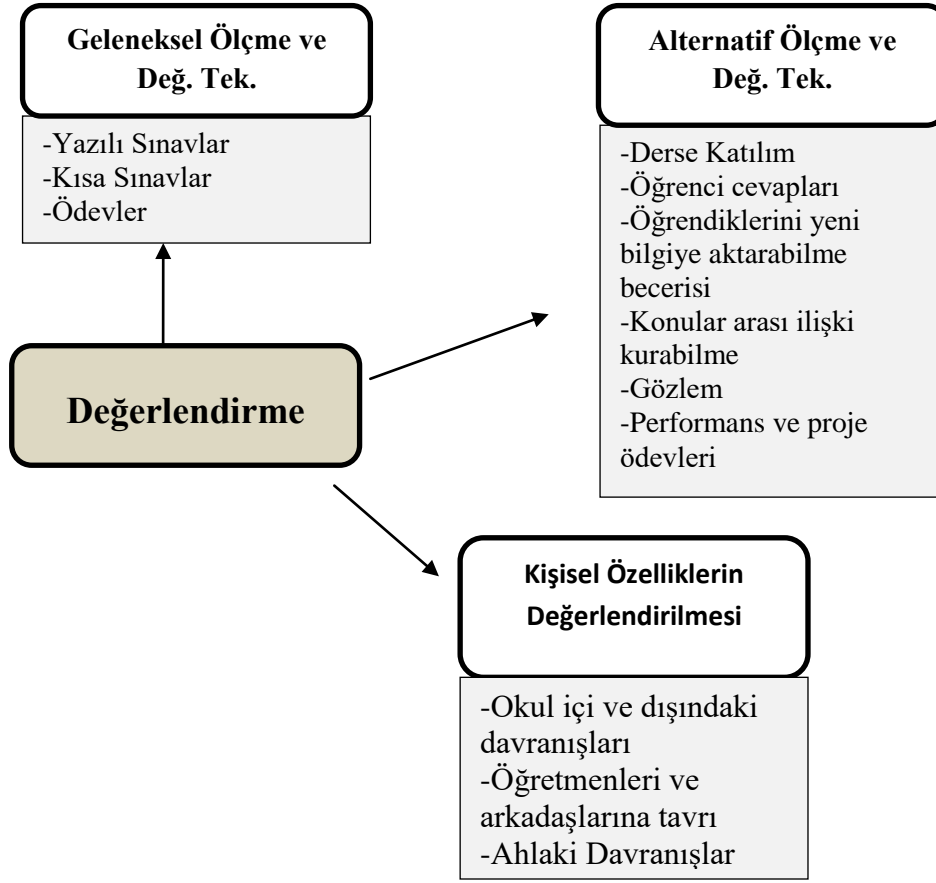 Geleneksel Ölçme ve
Değ. Tek.
-Yazılı Sınavlar
-Kısa Sınavlar
-Ödevler
Alternatif Ölçme ve
Değ. Tek.
-Derse Katılım
-Öğrenci cevapları
-Öğrendiklerini yeni
bilgiye aktarabilme
becerisi
-Konular arası ilişki
kurabilme
-Gözlem
-Performans ve proje
ödevleri
Değerlendirme
Kişisel Özelliklerin
Değerlendirilmesi
-Okul içi ve dışındaki
davranışları
-Öğretmenleri ve
arkadaşlarına tavrı
-Ahlaki Davranışlar